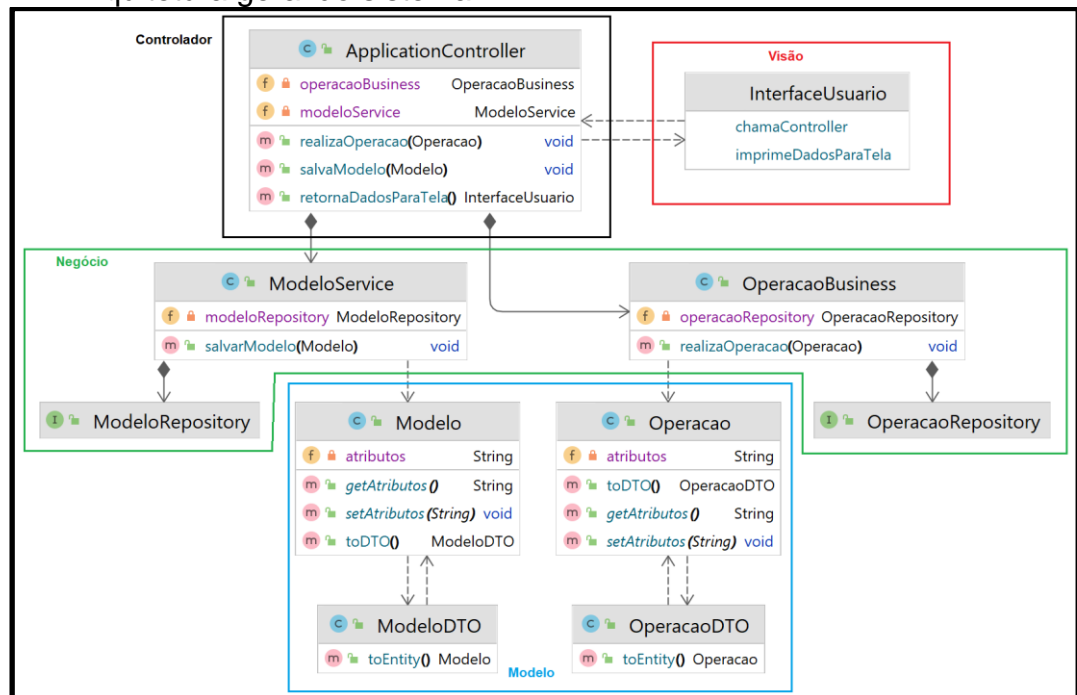 Controlador
ApplicationController
operacaoBusiness OperacaoBusiness
modeloService ModeloService
realizaOperacao(Operacao) void
salvaModelo(Modelo) void
retornaDadosParaTela() InterfaceUsuario
Visão
InterfaceUsuario
chamaController
imprimeDadosParaTela
Negócio
ModeloService
modeloRepository ModeloRepository
salvarModelo(Modelo) void
ModeloRepository
OperacaoBusiness
operacaoRepository OperacaoRepository
realizaOperacao(Operacao) void
OperacaoRepository
Modelo
atributos String
getAtributos() String
setAtributos(String) void
toDTO() ModeloDTO
Operacao
atributos String
toDTO() OperacaoDTO
getAtributos() String
setAtributos(String) void
ModeloDTO
toEntity() Modelo
OperacaoDTO
toEntity() Operacao
Modelo